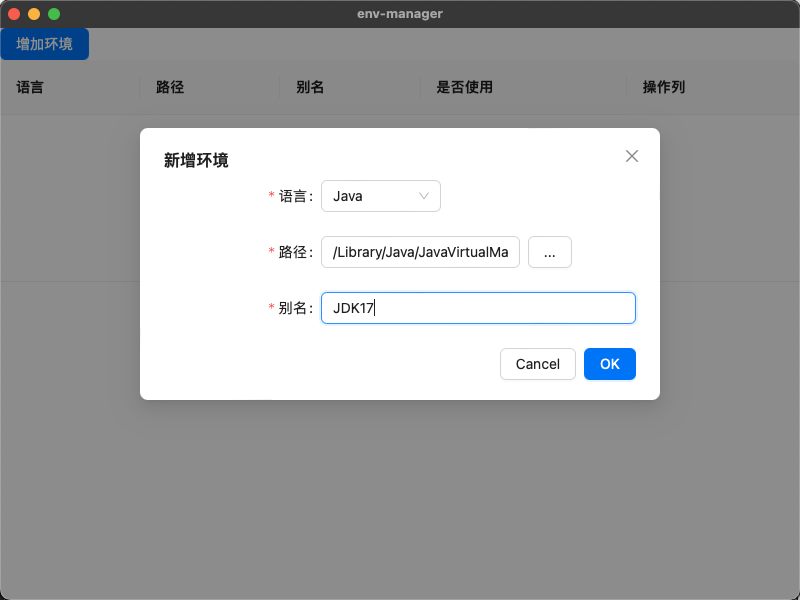 env-manager
增加环境
语言 路径 别名 是否使用 操作列
新增环境
* 语言: Java
* 路径: /Library/Java/JavaVirtualMa ...
* 别名: JDK17
Cancel OK